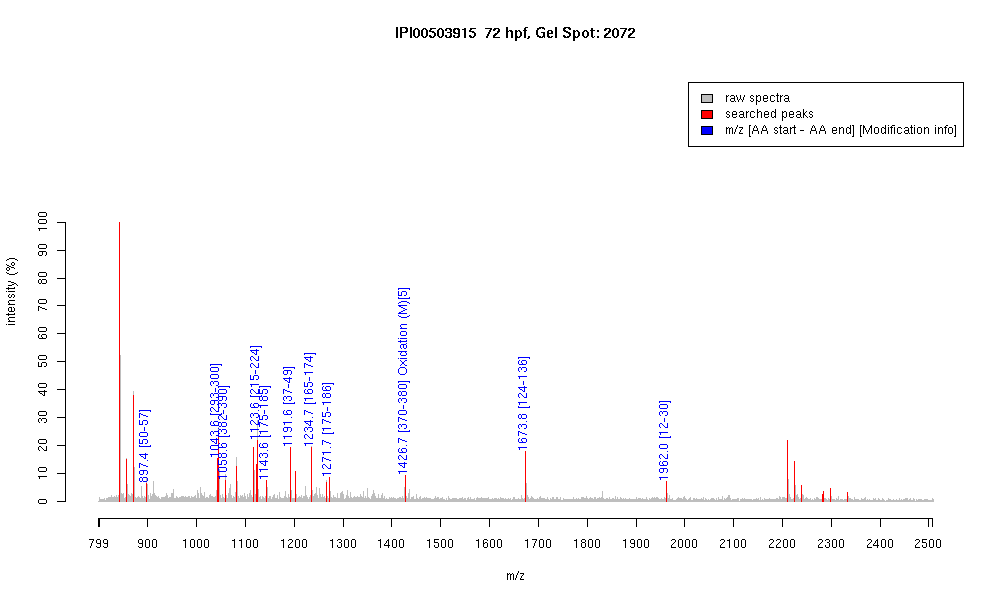 IPI00503915 72 hpf, Gel Spot: 2072
raw spectra
searched peaks
m/z [AA start - AA end] [Modification info]
intensity (%)
100
90
80
70
60
50
40
30
20
10
0
897.4 [50-57]
1043.6 [293-300]
1058.6 [382-390]
1123.6 [215-224]
1143.6 [175-185]
1191.6 [37-49]
1234.7 [165-174]
1271.7 [175-186]
1426.7 [370-380] Oxidation (M)[5]
1673.8 [124-136]
1962.0 [12-30]
799 900 1000 1100 1200 1300 1400 1500 1600 1700 1800 1900 2000 2100 2200 2300 2400 2500
m/z